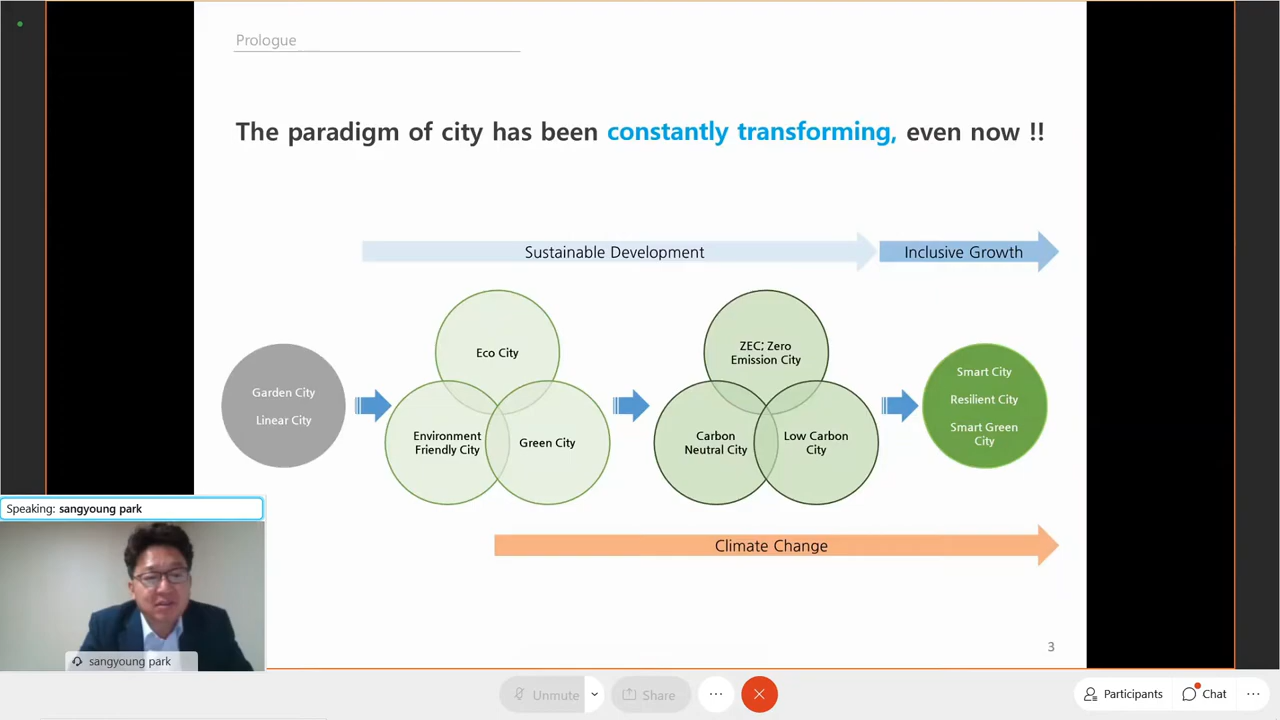 Prologue
The paradigm of city has been constantly transforming, even now !!
Sustainable Development
Inclusive Growth
Garden City
Linear City
Eco City
Environment
Friendly City
Green City
ZEC; Zero
Emission City
Carbon
Neutral City
Low Carbon
City
Smart City
Resilient City
Smart Green
City
Climate Change
3
Speaking: sangyoung park
sangyoung park
Unmute
Share
Participants
Chat